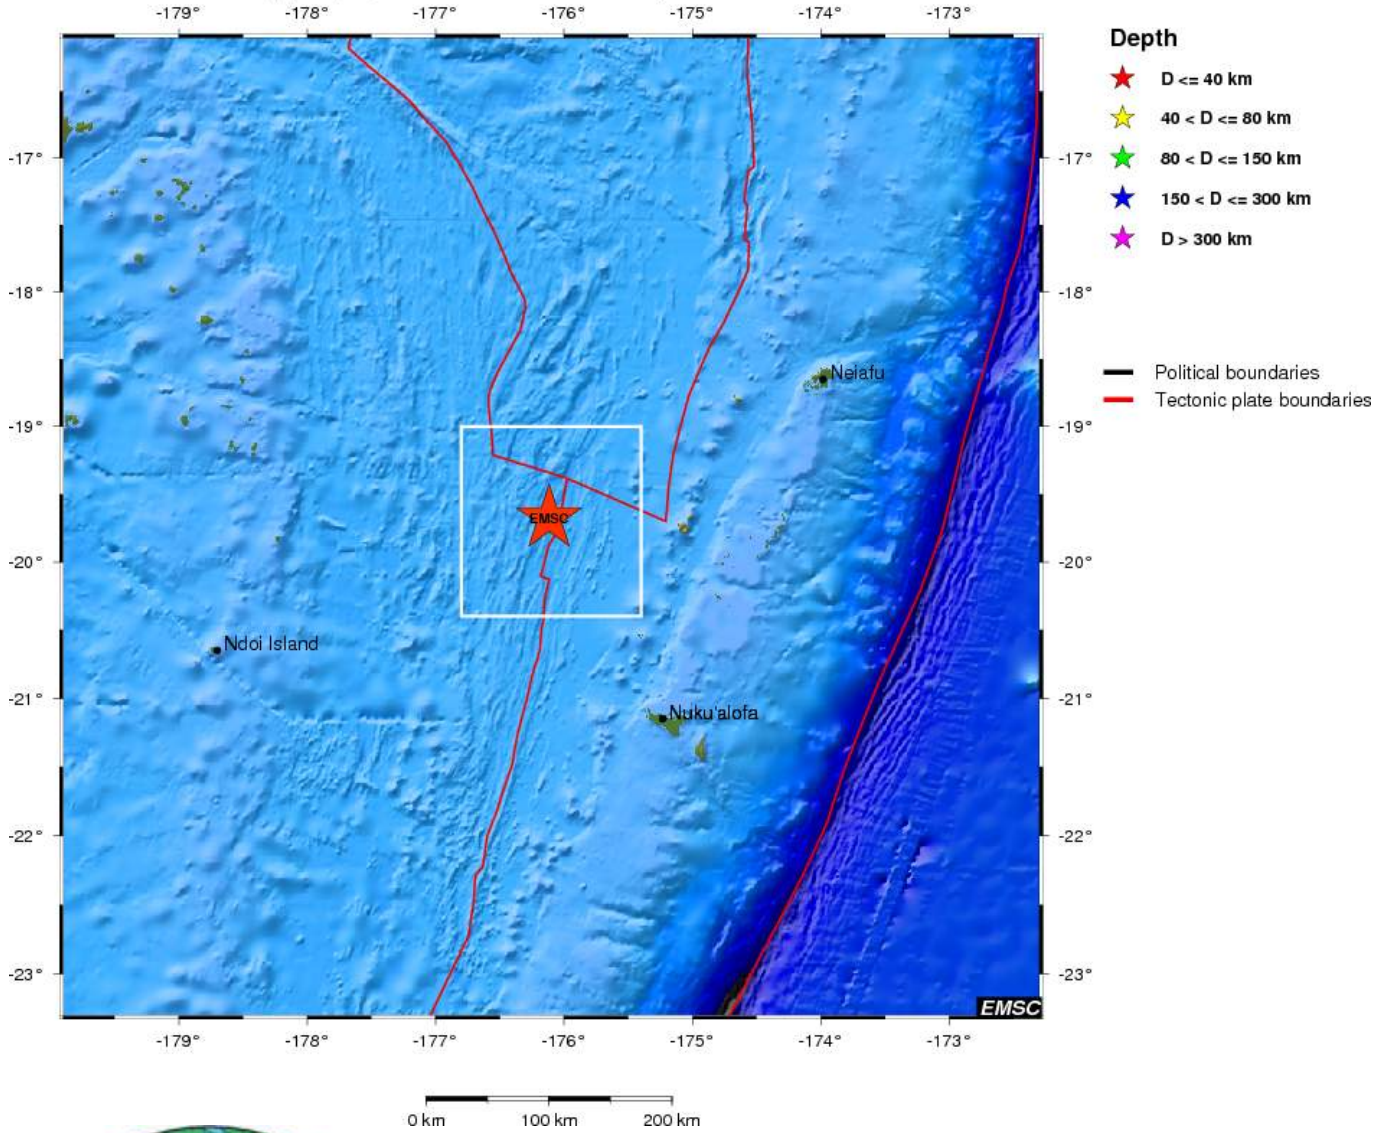 -179° -178° -177° -176° -175° -174° -173°
Depth
D <= 40 km
40 < D <= 80 km
80 < D <= 150 km
150 < D <= 300 km
D > 300 km
-17° -17°
-18° -18°
Neiafu
Political boundaries
Tectonic plate boundaries
-19° -19°
EMSC
-20° -20°
Ndoi Island
-21° -21°
Nuku'alofa
-22° -22°
-23° -23°
EMSC
-179° -178° -177° -176° -175° -174° -173°
0 km 100 km 200 km